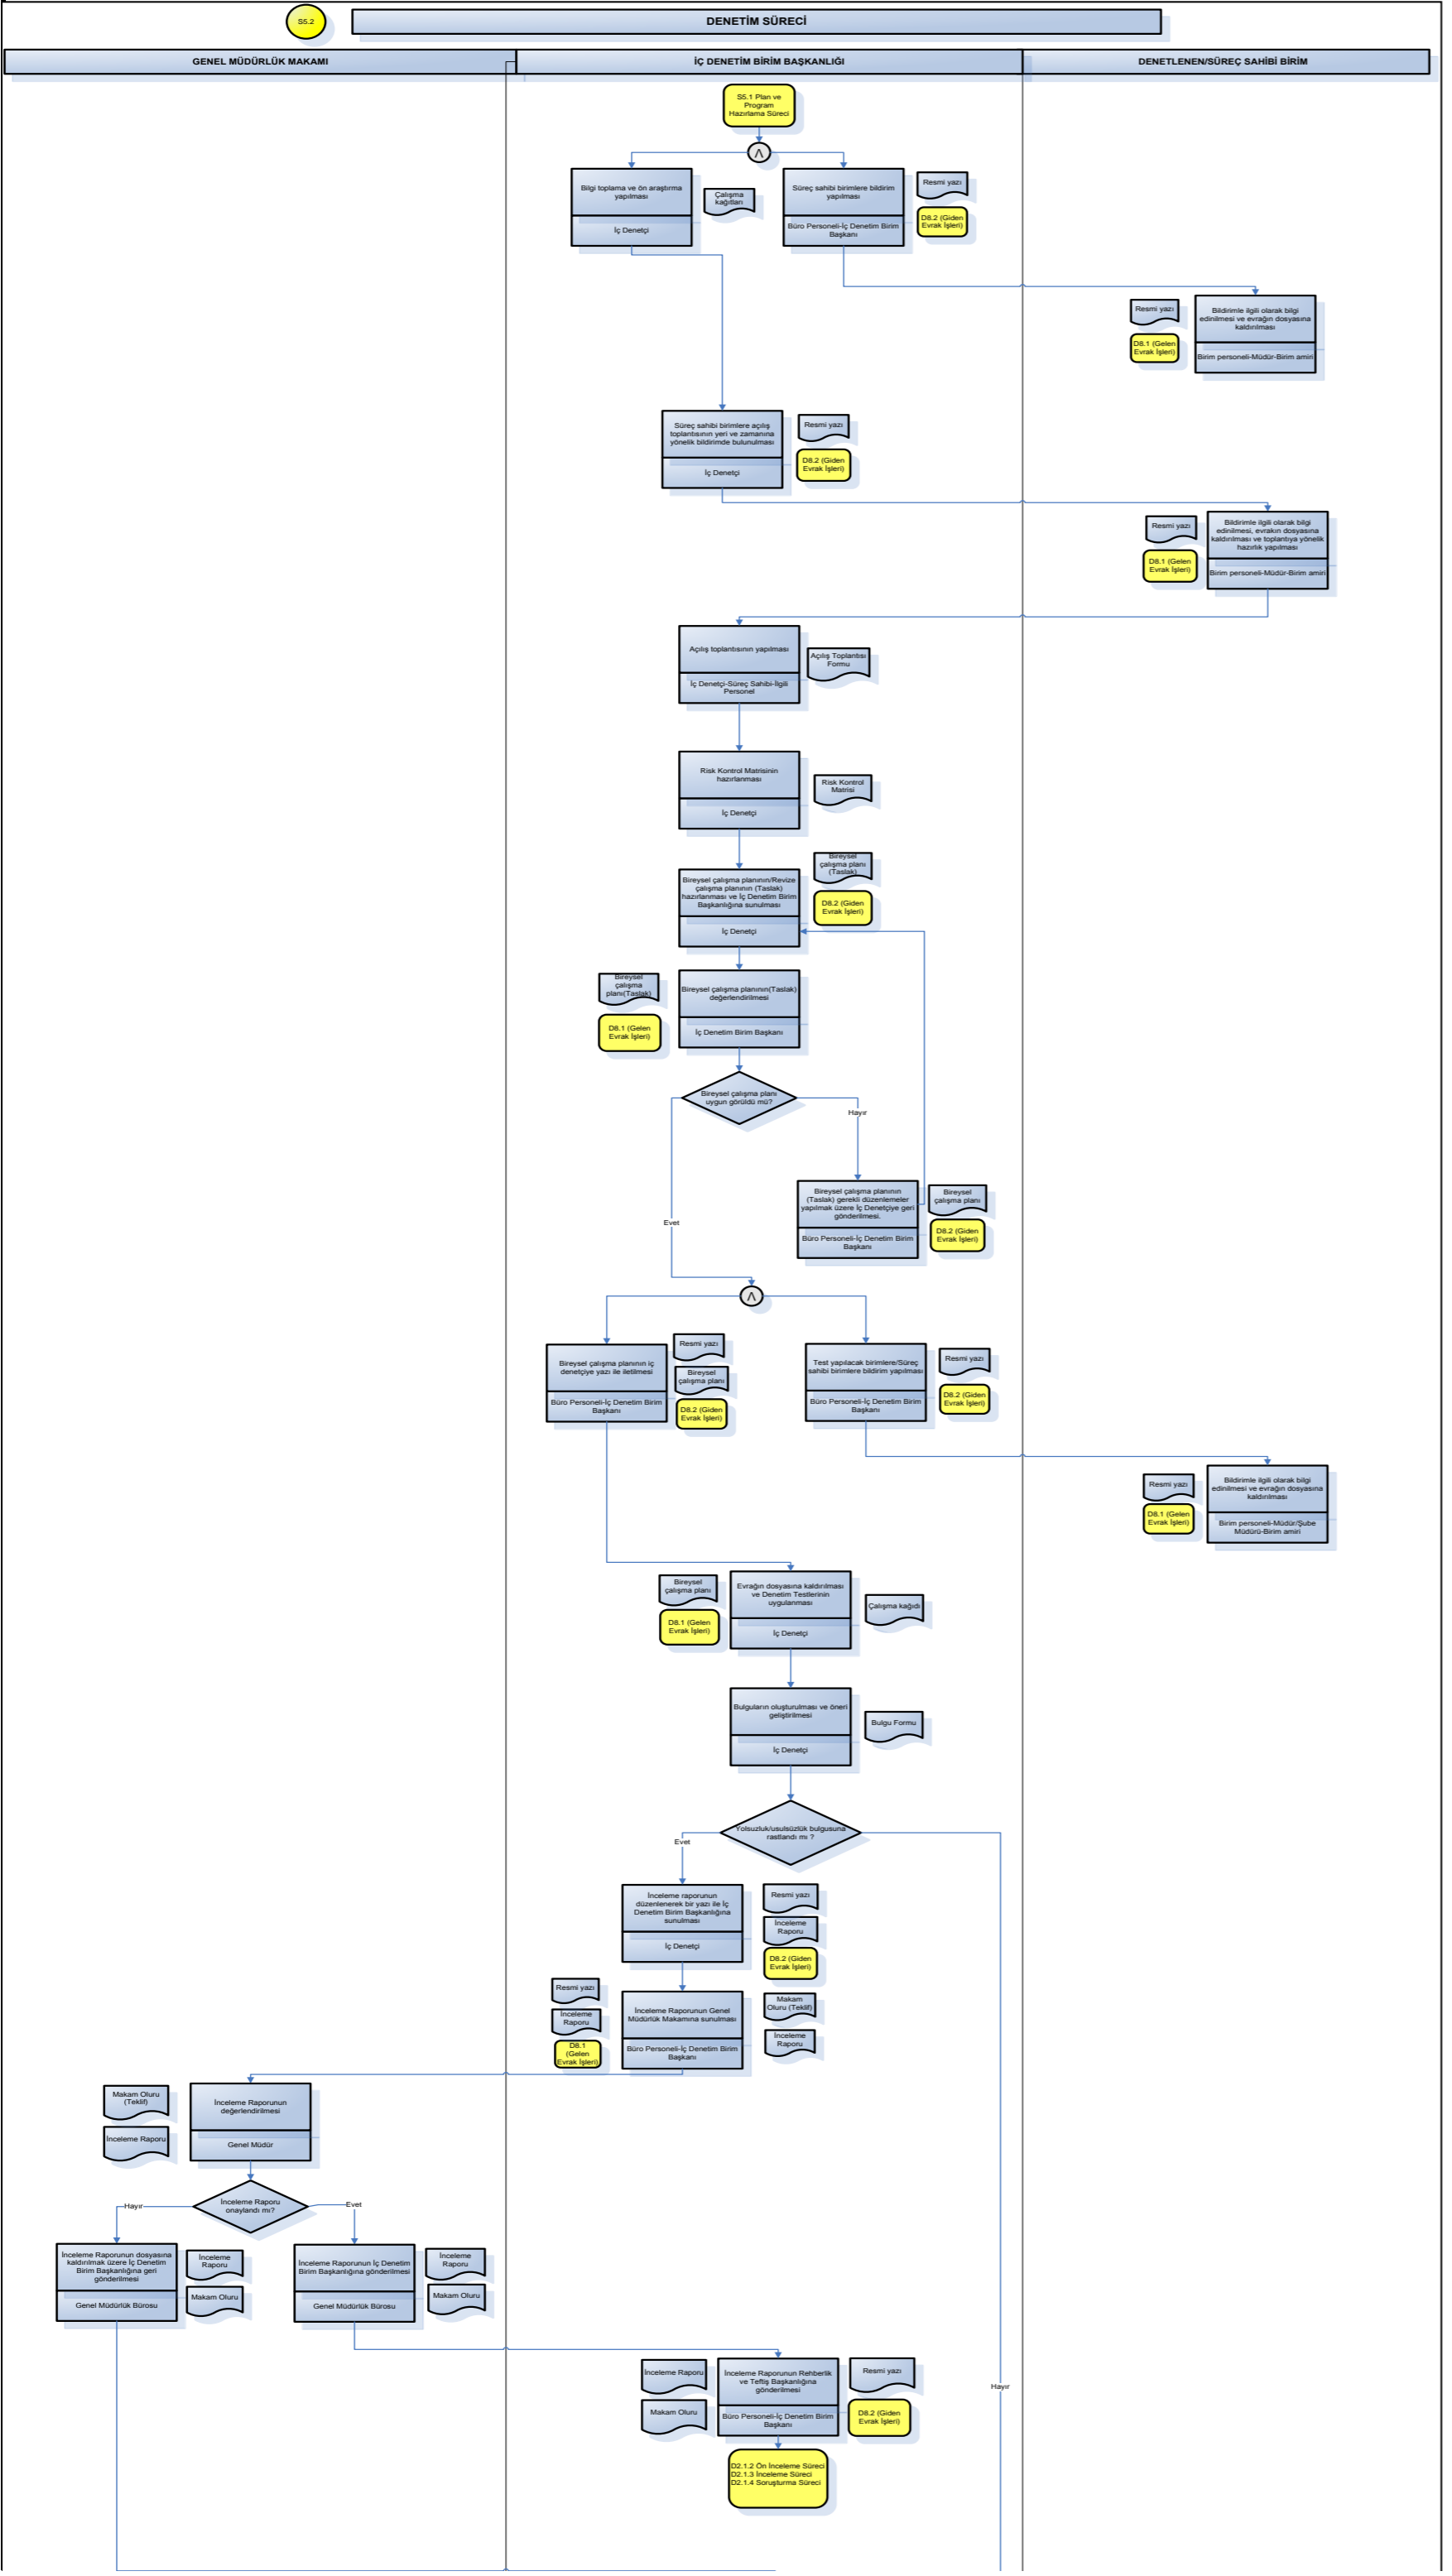 S5.2
DENETİM SÜRECİ
GENEL MÜDÜRLÜK MAKAMI
İÇ DENETİM BİRİM BAŞKANLIĞI
DENETLENEN/SÜREÇ SAHİBİ BİRİM
S5.1 Plan ve
Program
Hazırlama Süreci
Λ
Bilgi toplama ve ön araştırma
yapılması
İç Denetçi
Çalışma
kağıtları
Süreç sahibi birimlere bildirim
yapılması
Büro Personeli-İç Denetim Birim
Başkanı
Resmi yazı
D8.2 (Giden
Evrak İşleri)
Resmi yazı
D8.1 (Gelen
Evrak İşleri)
Bildirimle ilgili olarak bilgi
edinilmesi ve evrağın dosyasına
kaldırılması
Birim personeli-Müdür-Birim amiri
Süreç sahibi birimlere açılış
toplantısının yeri ve zamanına
yönelik bildirimde bulunulması
İç Denetçi
Resmi yazı
D8.2 (Giden
Evrak İşleri)
Resmi yazı
D8.1 (Gelen
Evrak İşleri)
Bildirimle ilgili olarak bilgi
edinilmesi, evrakın dosyasına
kaldırılması ve toplantıya yönelik
hazırlık yapılması
Birim personeli-Müdür-Birim amiri
Açılış toplantısının yapılması
İç Denetçi-Süreç Sahibi-İlgili
Personel
Açılış Toplantısı
Formu
Risk Kontrol Matrisinin
hazırlanması
İç Denetçi
Risk Kontrol
Matrisi
Bireysel çalışma planının/Revize
çalışma planının (Taslak)
hazırlanması ve İç Denetim Birim
Başkanlığına sunulması
İç Denetçi
Bireysel
çalışma planı
(Taslak)
D8.2 (Giden
Evrak İşleri)
Bireysel
çalışma
planı(Taslak)
D8.1 (Gelen
Evrak İşleri)
Bireysel çalışma planının(Taslak)
değerlendirilmesi
İç Denetim Birim Başkanı
Bireysel çalışma planı
uygun görüldü mü?
Hayır
Evet
Bireysel çalışma planının
(Taslak) gerekli düzenlemeler
yapılmak üzere İç Denetçiye geri
gönderilmesi.
Büro Personeli-İç Denetim Birim
Başkanı
Bireysel
çalışma planı
D8.2 (Giden
Evrak İşleri)
Λ
Bireysel çalışma planının iç
denetçiye yazı ile iletilmesi
Büro Personeli-İç Denetim Birim
Başkanı
Resmi yazı
Bireysel
çalışma planı
D8.2 (Giden
Evrak İşleri)
Test yapılacak birimlere/Süreç
sahibi birimlere bildirim yapılması
Büro Personeli-İç Denetim Birim
Başkanı
Resmi yazı
D8.2 (Giden
Evrak İşleri)
Resmi yazı
D8.1 (Gelen
Evrak İşleri)
Bildirimle ilgili olarak bilgi
edinilmesi ve evrağın dosyasına
kaldırılması
Birim personeli-Müdür/Şube
Müdürü-Birim amiri
Bireysel
çalışma planı
D8.1 (Gelen
Evrak İşleri)
Evrağın dosyasına kaldırılması
ve Denetim Testlerinin
uygulanması
İç Denetçi
Çalışma kağıdı
Bulguların oluşturulması ve öneri
geliştirilmesi
İç Denetçi
Bulgu Formu
Yolsuzluk/usulsüzlük bulgusuna
rastlandı mı ?
Evet
İnceleme raporunun
düzenlenerek bir yazı ile İç
Denetim Birim Başkanlığına
sunulması
İç Denetçi
Resmi yazı
İnceleme
Raporu
D8.2 (Giden
Evrak İşleri)
Resmi yazı
İnceleme
Raporu
D8.1
(Gelen
Evrak İşleri)
İnceleme Raporunun Genel
Müdürlük Makamına sunulması
Büro Personeli-İç Denetim Birim
Başkanı
Makam
Oluru (Teklif)
İnceleme
Raporu
Makam Oluru
(Teklif)
İnceleme Raporu
İnceleme Raporunun
değerlendirilmesi
Genel Müdür
İnceleme Raporu
onaylandı mı?
Hayır
Evet
İnceleme Raporunun dosyasına
kaldırılmak üzere İç Denetim
Birim Başkanlığına geri
gönderilmesi
Genel Müdürlük Bürosu
İnceleme
Raporu
Makam Oluru
İnceleme Raporunun İç Denetim
Birim Başkanlığına gönderilmesi
Genel Müdürlük Bürosu
İnceleme
Raporu
Makam Oluru
İnceleme Raporu
Makam Oluru
İnceleme Raporunun Rehberlik
ve Teftiş Başkanlığına
gönderilmesi
Büro Personeli-İç Denetim Birim
Başkanı
Resmi yazı
D8.2 (Giden
Evrak İşleri)
Hayır
D2.1.2 Ön İnceleme Süreci
D2.1.3 İnceleme Süreci
D2.1.4 Soruşturma Süreci